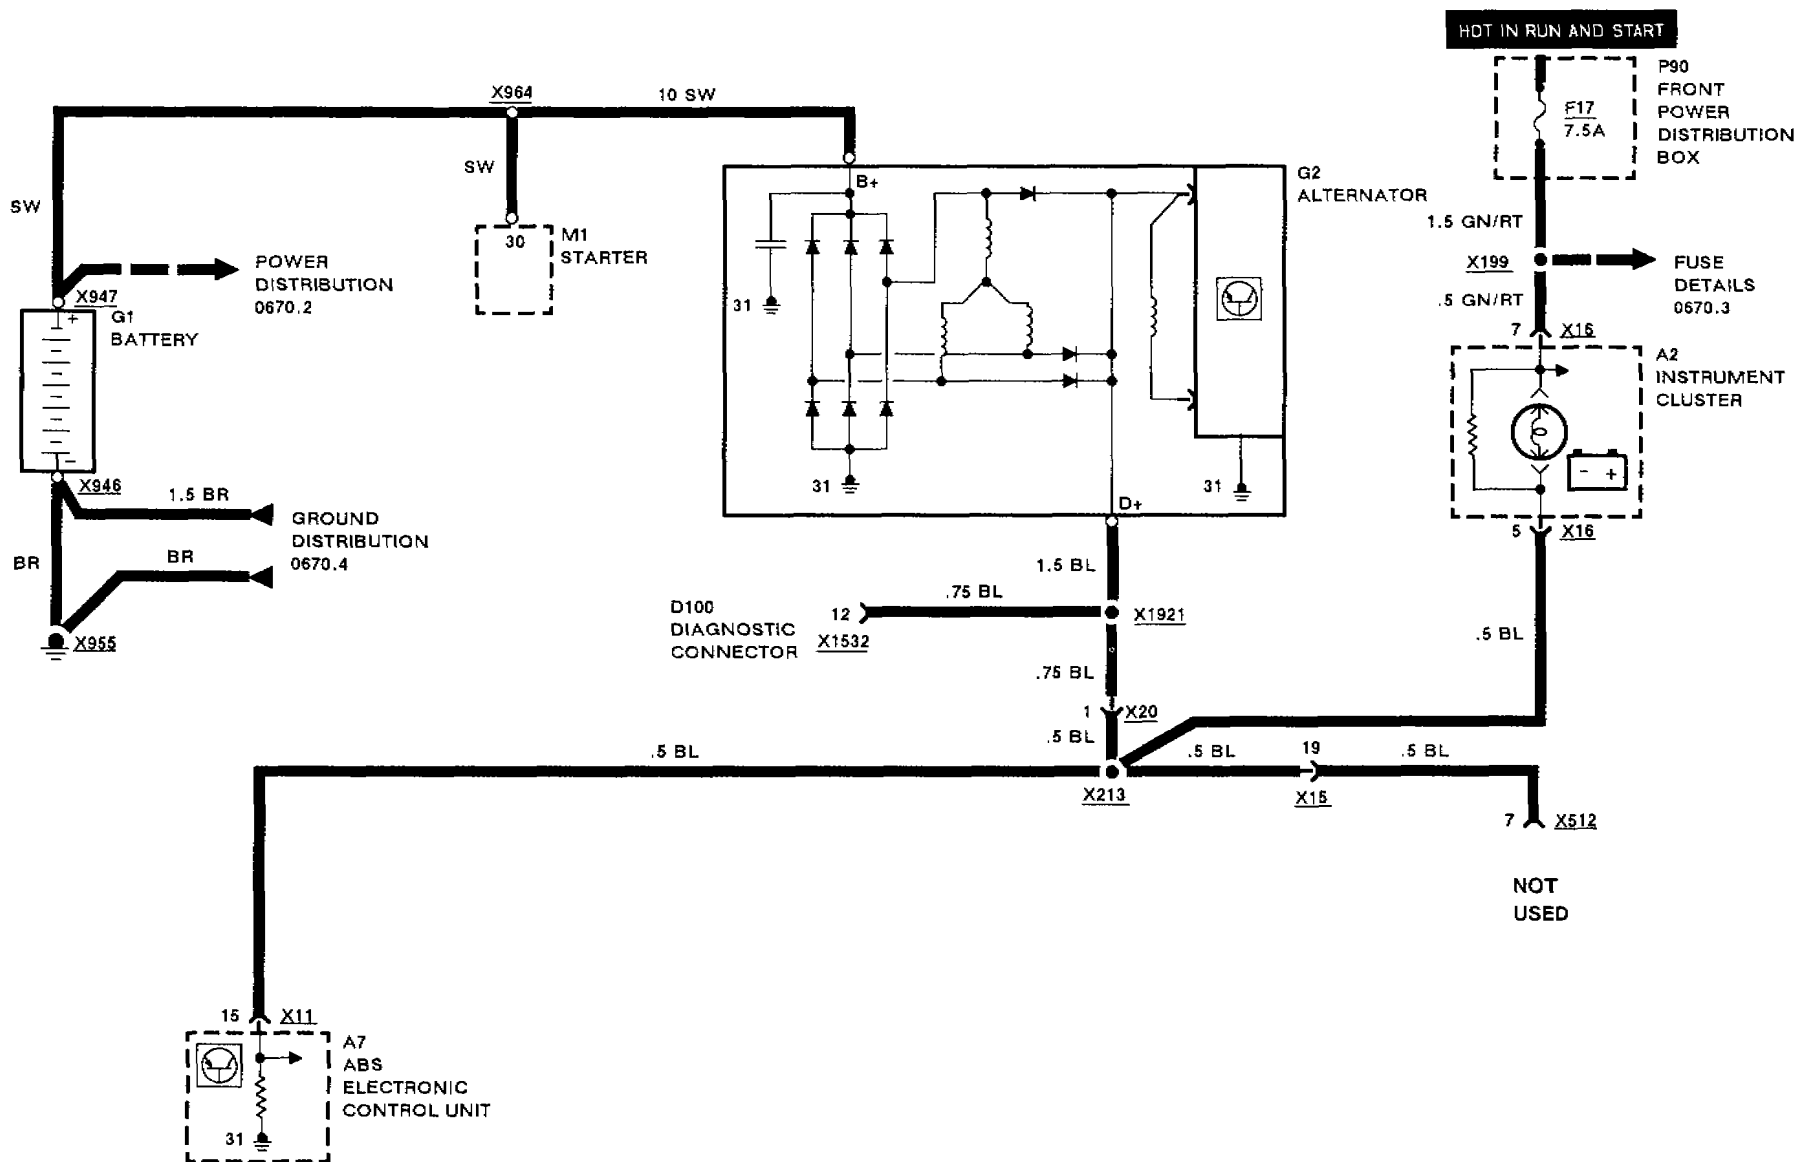 HOT IN RUN AND START
P90
FRONT
POWER
DISTRIBUTION
BOX
F17
7.5A
X964
10 SW
SW
SW
30
M1
STARTER
B+
G2
ALTERNATOR
1.5 GN/RT
X199
FUSE
DETAILS
0670.3
.5 GN/RT
7
X16
POWER
DISTRIBUTION
0670.2
X947
+
G1
BATTERY
31
A2
INSTRUMENT
CLUSTER
- +
-
X946
1.5 BR
GROUND
DISTRIBUTION
0670.4
BR
BR
X955
31
31
D+
5
X16
1.5 BL
.75 BL
D100
DIAGNOSTIC
CONNECTOR
12
X1532
X1921
.75 BL
.5 BL
1
X20
.5 BL
.5 BL
X213
.5 BL
19
X15
.5 BL
7
X512
NOT
USED
15
X11
A7
ABS
ELECTRONIC
CONTROL UNIT
31